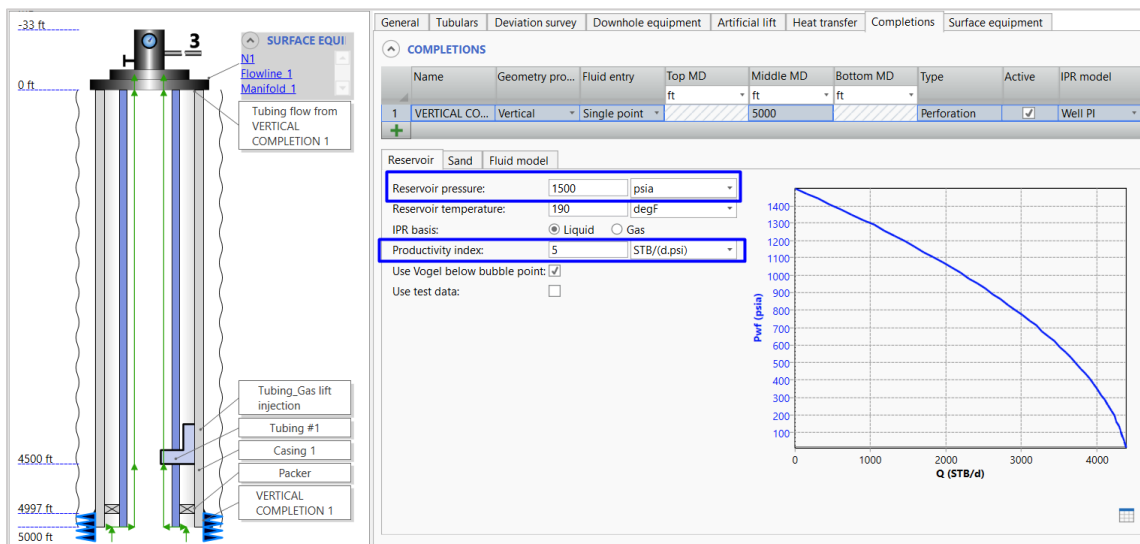 -33 ft
3
SURFACE EQUI
N1
Flowline_1
Manifold_1
0 ft
Tubing flow from
VERTICAL
COMPLETION 1
Tubing_Gas lift
injection
Tubing #1
Casing 1
4500 ft
Packer
VERTICAL
COMPLETION 1
4997 ft
5000 ft
General Tubulars Deviation survey Downhole equipment Artificial lift Heat transfer Completions Surface equipment
COMPLETIONS
Name Geometry pro... Fluid entry Top MD Middle MD Bottom MD Type Active IPR model
ft ft ft
1 VERTICAL CO... Vertical Single point 5000 Perforation Well PI
Reservoir Sand Fluid model
Reservoir pressure: 1500 psia
Reservoir temperature: 190 degF
IPR basis: Liquid Gas
Productivity index: 5 STB/(d.psi)
Use Vogel below bubble point:
Use test data:
1400
1300
1200
1100
1000
900
800
700
600
500
400
300
200
100
Pwf (psia)
0 1000 2000 3000 4000
Q (STB/d)